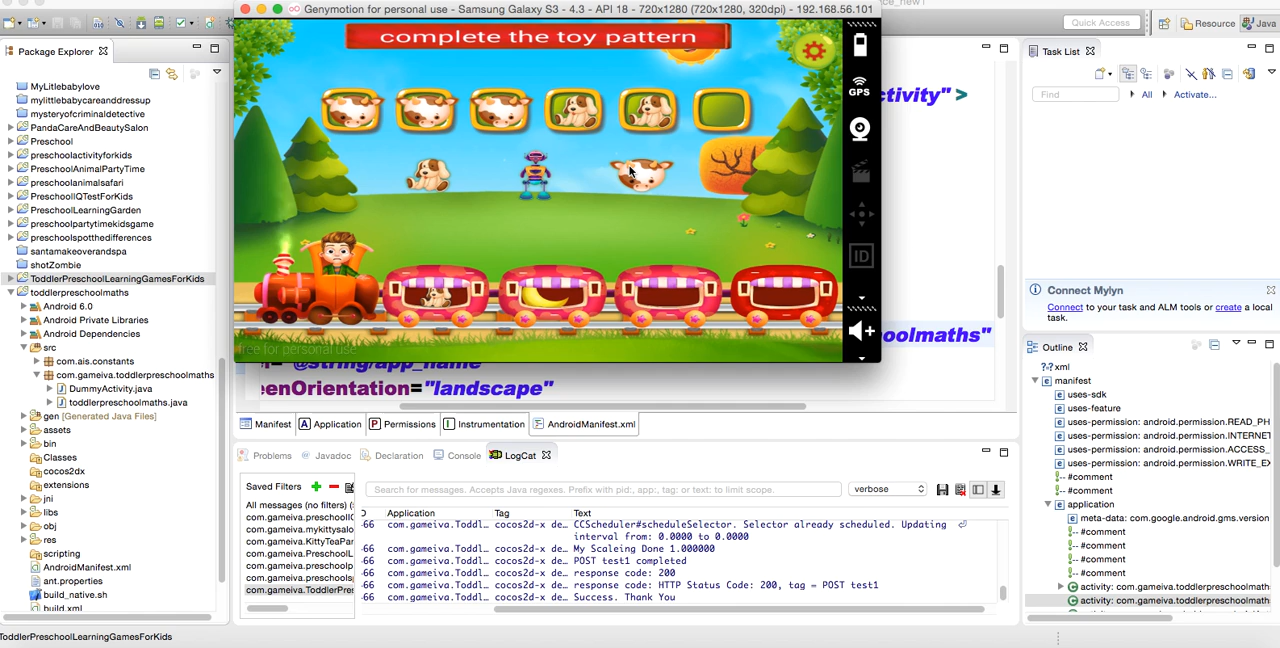 Genymotion for personal use - Samsung Galaxy S3 - 4.3 - API 18 - 720x1280 (720x1280, 320dpi) - 192.168.56.101
Quick Access
Resource
Java
Package Explorer
MyLitlebabylove
mylittlebabycareanddressup
mysteryofcriminaldetective
PandaCareAndBeautySalon
Preschool
preschoolactivityforkids
PreschoolAnimalPartyTime
preschoolanimalsafari
PreschoolIQTestForKids
PreschoolLearningGarden
preschoolpartytimekidsgame
preschoolspotthedifferences
santamakeoverandspa
shotZombie
ToddlerPreschoolLearningGamesForKids
toddlerpreschoolmaths
Android 6.0
Android Private Libraries
Android Dependencies
src
com.ais.constants
com.gameiva.toddlerpreschoolmaths
DummyActivity.java
toddlerpreschoolmaths.java
gen [Generated Java Files]
assets
bin
Classes
cocos2dx
extensions
jni
libs
obj
res
scripting
AndroidManifest.xml
ant.properties
build_native.sh
build.xml
ToddlerPreschoolLearningGamesForKids
complete the toy pattern
GPS
ID
free for personal use
ctivity" >
oolmaths"
@string/app_name
eenOrientation="landscape"
Manifest
Application
Permissions
Instrumentation
AndroidManifest.xml
Problems
Javadoc
Declaration
Console
LogCat
Saved Filters
All messages (no filters) (
com.gameiva.preschoolI
com.gameiva.mykittysalo
com.gameiva.KittyTeaPar
com.gameiva.PreschoolL
com.gameiva.preschoolp
com.gameiva.preschools
com.gameiva.ToddlerPres
Search for messages. Accepts Java regexes. Prefix with pid:, app:, tag: or text: to limit scope.
verbose
Application Tag Text
-66 com.gameiva.Toddl... cocos2d-x de... CCScheduler#scheduleSelector. Selector already scheduled. Updating
interval from: 0.0000 to 0.0000
-66 com.gameiva.Toddl... cocos2d-x de... My Scaleing Done 1.000000
-66 com.gameiva.Toddl... cocos2d-x de... POST test1 completed
-66 com.gameiva.Toddl... cocos2d-x de... response code: 200
-66 com.gameiva.Toddl... cocos2d-x de... response code: HTTP Status Code: 200, tag = POST test1
-66 com.gameiva.Toddl... cocos2d-x de... Success. Thank You
Task List
Find
All
Activate...
Connect Mylyn
Connect to your task and ALM tools or create a local
task.
Outline
xml
manifest
uses-sdk
uses-feature
uses-permission: android.permission.READ_PH
uses-permission: android.permission.INTERNET
uses-permission: android.permission.ACCESS_
uses-permission: android.permission.WRITE_EX
#comment
#comment
application
meta-data: com.google.android.gms.version
#comment
#comment
#comment
#comment
activity: com.gameiva.toddlerpreschoolmaths
activity: com.gameiva.toddlerpreschoolmaths